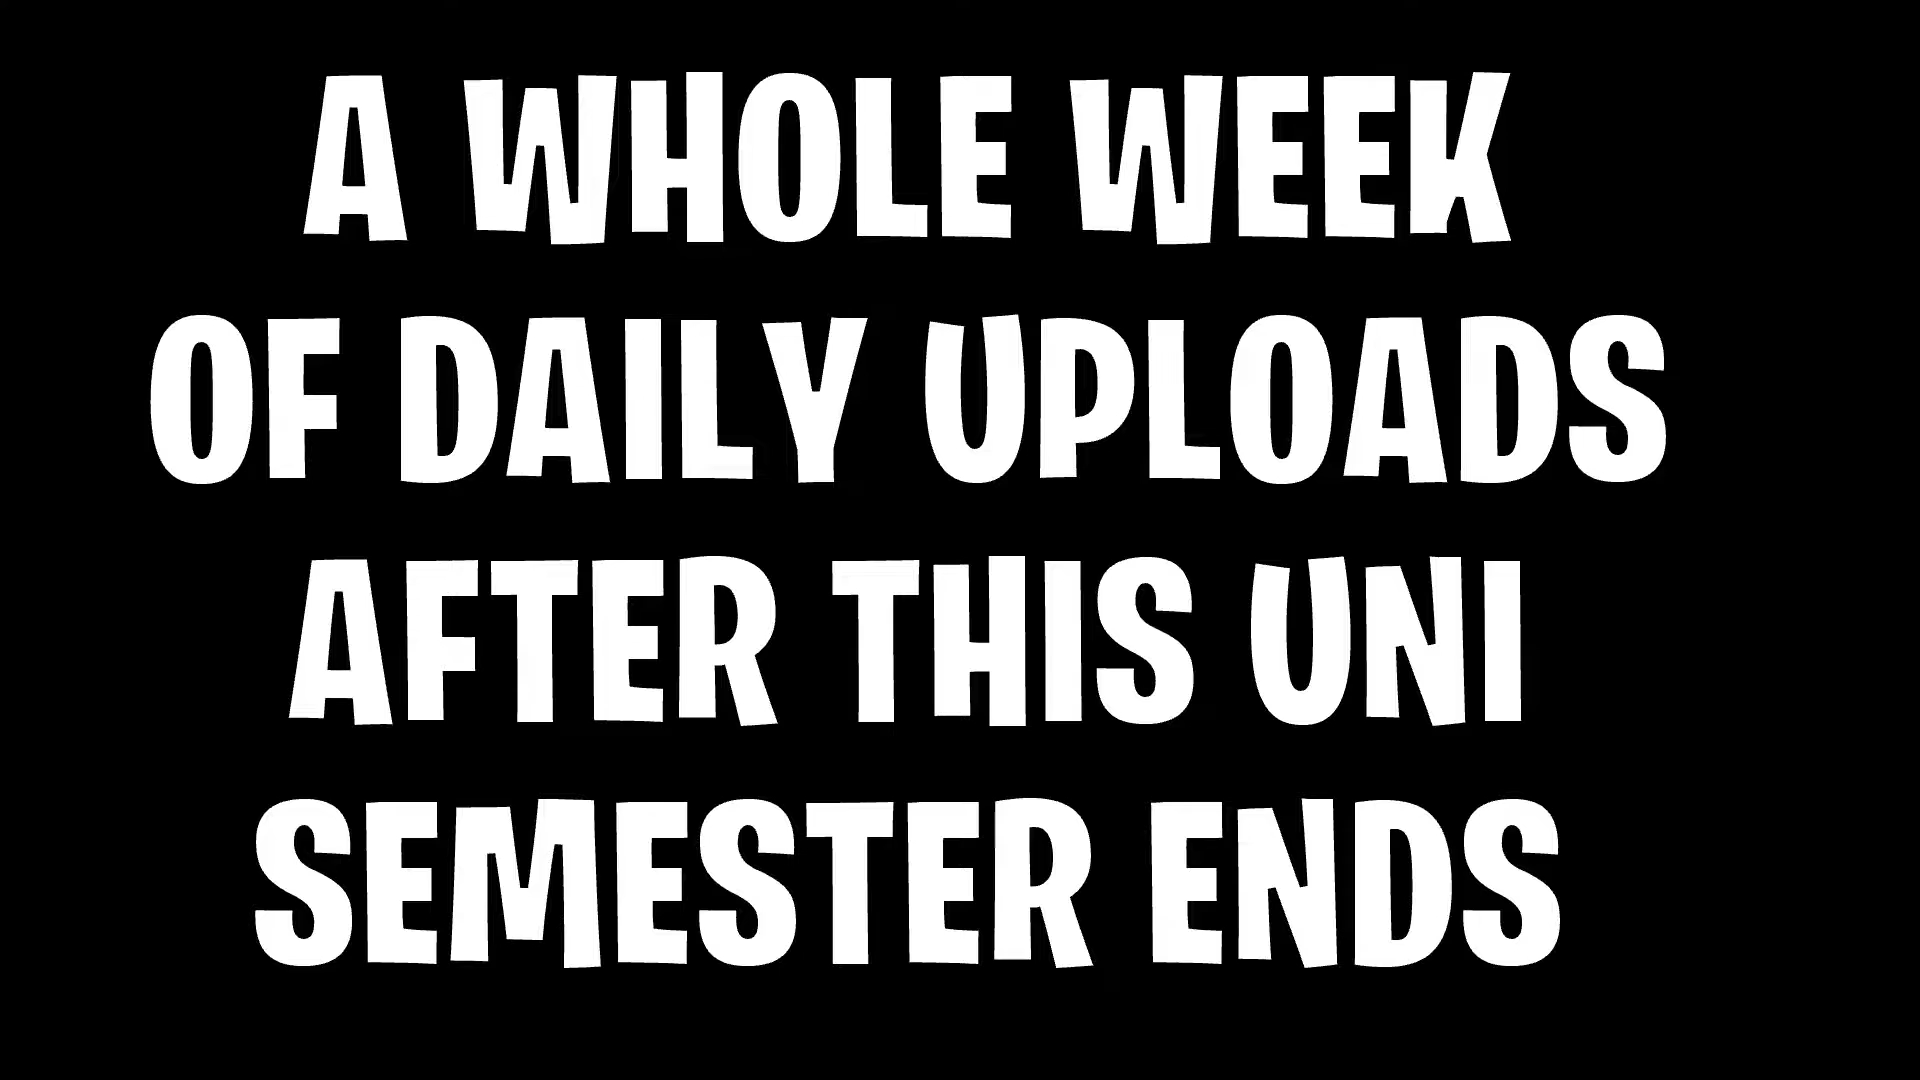 A WHOLE WEEK
OF DAILY UPLOADS
AFTER THIS UNI
SEMESTER ENDS